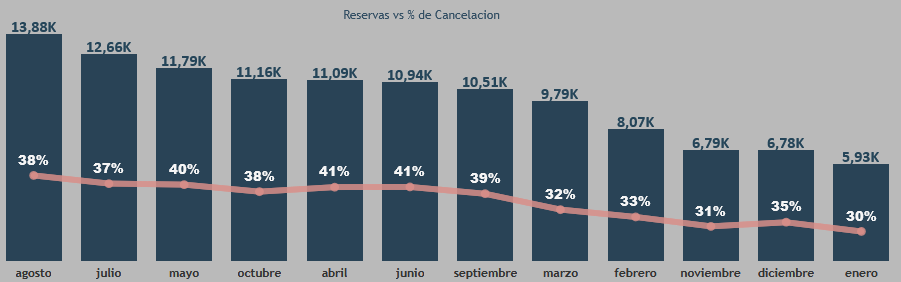 Reservas vs % de Cancelacion
13,88K
12,66K
11,79K
11,16K
11,09K
10,94K
10,51K
9,79K
8,07K
6,79K
6,78K
5,93K
38%
37%
40%
38%
41%
41%
39%
32%
33%
31%
35%
30%
agosto
julio
mayo
octubre
abril
junio
septiembre
marzo
febrero
noviembre
diciembre
enero